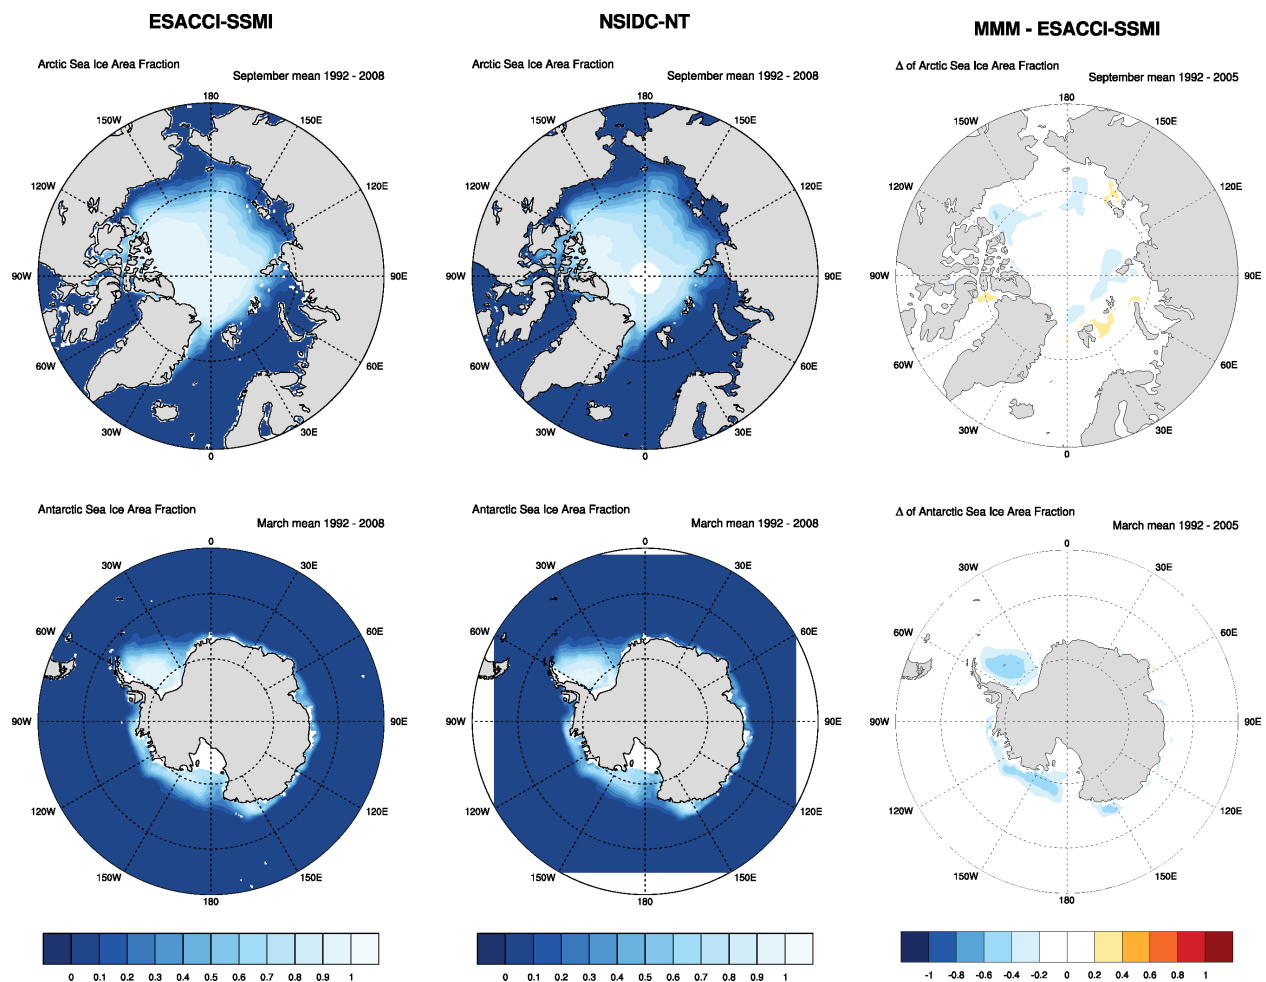 ESACCI-SSMI
NSIDC-NT
MMM - ESACCI-SSMI
Arctic Sea Ice Area Fraction
September mean 1992 - 2008
180
150W
150E
120W
120E
90W
90E
60W
60E
30W
30E
0
Arctic Sea Ice Area Fraction
September mean 1992 - 2008
180
150W
150E
120W
120E
90W
90E
60W
60E
30W
30E
0
Δ of Arctic Sea Ice Area Fraction
September mean 1992 - 2005
180
150W
150E
120W
120E
90W
90E
60W
60E
30W
30E
0
Antarctic Sea Ice Area Fraction
March mean 1992 - 2008
0
30W
30E
60W
60E
90W
90E
120W
120E
150W
150E
180
Antarctic Sea Ice Area Fraction
March mean 1992 - 2008
0
30W
30E
60W
60E
90W
90E
120W
120E
150W
150E
180
Δ of Antarctic Sea Ice Area Fraction
March mean 1992 - 2005
0
30W
30E
60W
60E
90W
90E
120W
120E
150W
150E
180
0 0.1 0.2 0.3 0.4 0.5 0.6 0.7 0.8 0.9 1
0 0.1 0.2 0.3 0.4 0.5 0.6 0.7 0.8 0.9 1
-1 -0.8 -0.6 -0.4 -0.2 0 0.2 0.4 0.6 0.8 1